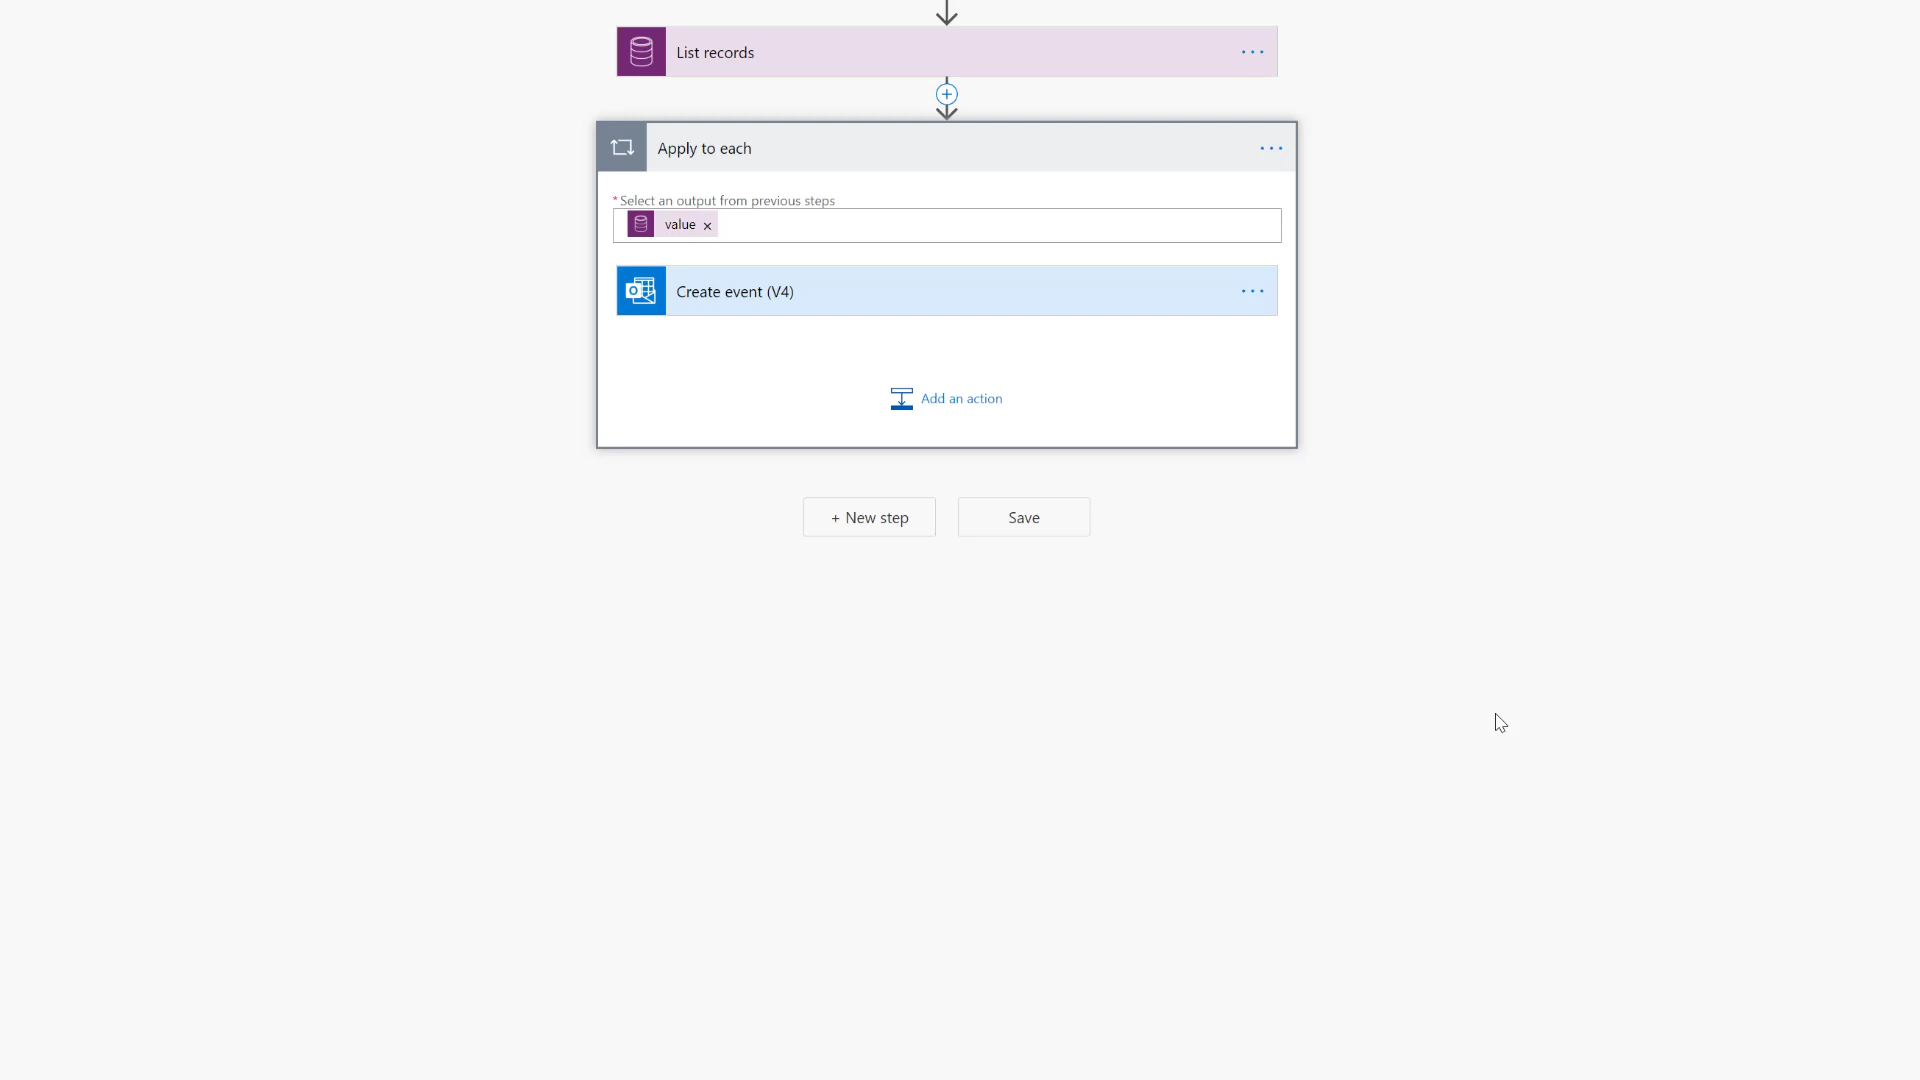 List records
Apply to each
* Select an output from previous steps
value ×
Create event (V4)
Add an action
+ New step
Save